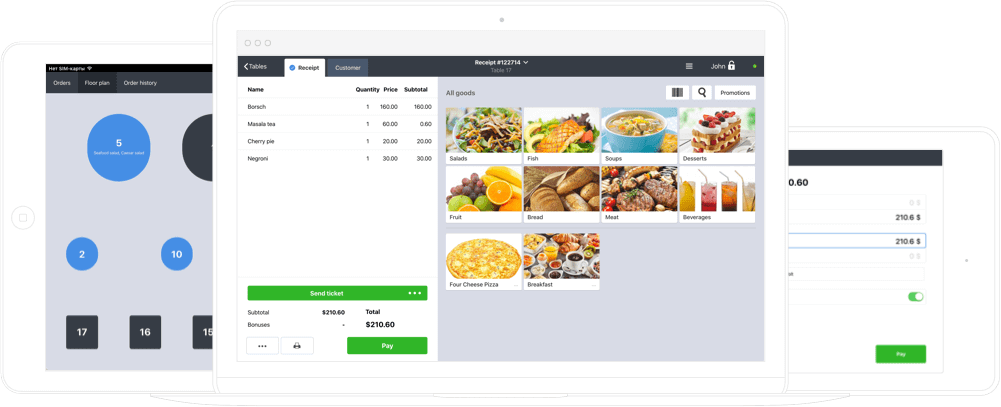 Нет SIM-карты
Orders Floor plan Order history
5
Seafood salad, Caesar salad
2
10
17
16
15
Tables
Receipt
Customer
Receipt #122714
Table 17
John
Name Quantity Price Subtotal
Borsch 1 160.00 160.00
Masala tea 1 60.00 0.60
Cherry pie 1 20.00 20.00
Negroni 1 30.00 30.00
Send ticket
Subtotal $210.60
Bonuses -
Total
$210.60
Pay
All goods
Promotions
Salads
Fish
Soups
Desserts
Fruit
Bread
Meat
Beverages
Four Cheese Pizza
Breakfast
0.60
0 $
210.6 $
210.6 $
0 $
Pay